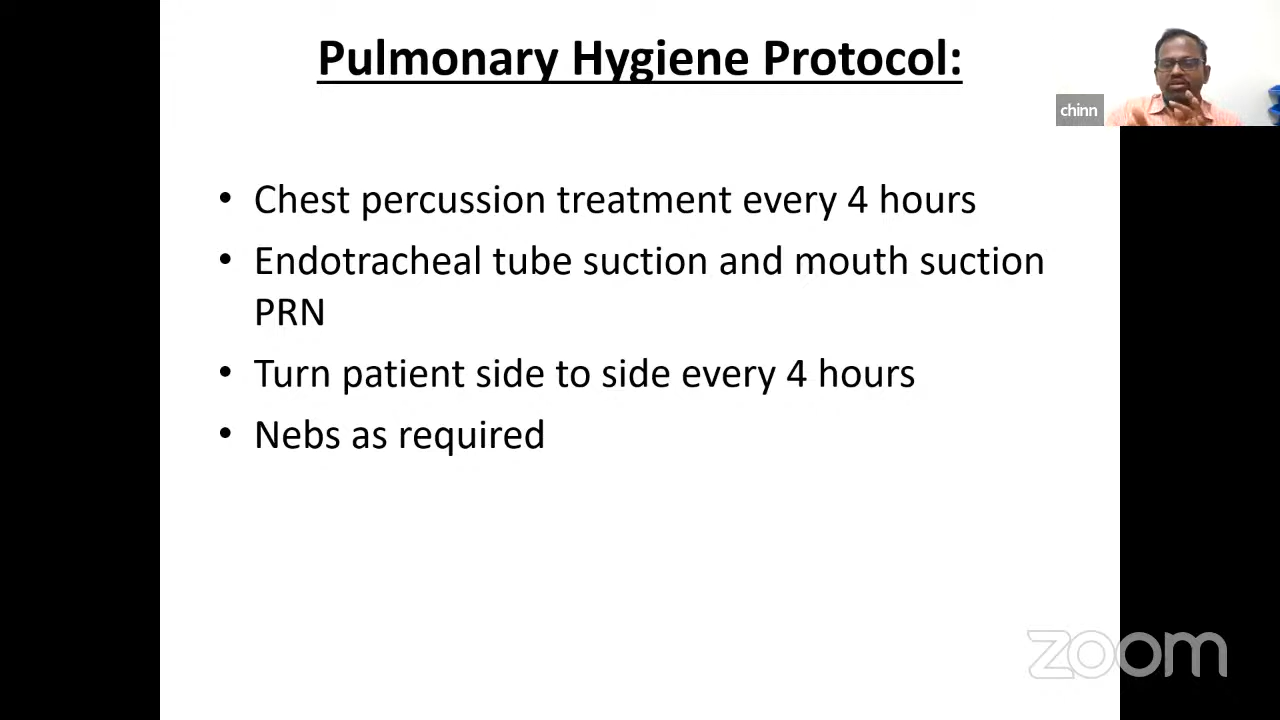 Pulmonary Hygiene Protocol:
chinn
• Chest percussion treatment every 4 hours
• Endotracheal tube suction and mouth suction
PRN
• Turn patient side to side every 4 hours
• Nebs as required
zoom